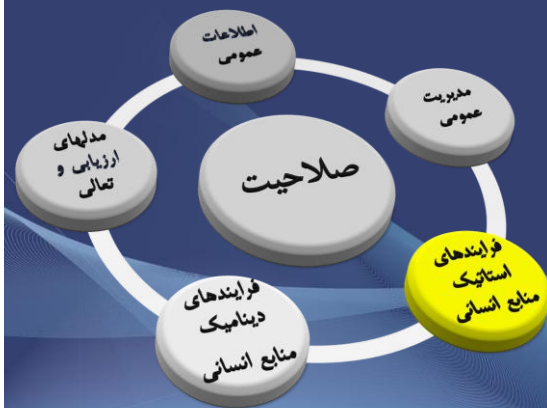 اطلاعات
عمومی
مدیریت
عمومی
مدلهای
ارزیابی و
تعالی
صلاحیت
فرایندهای
استاتیک
منابع انسانی
فرایندهای
دینامیک
منابع انسانی